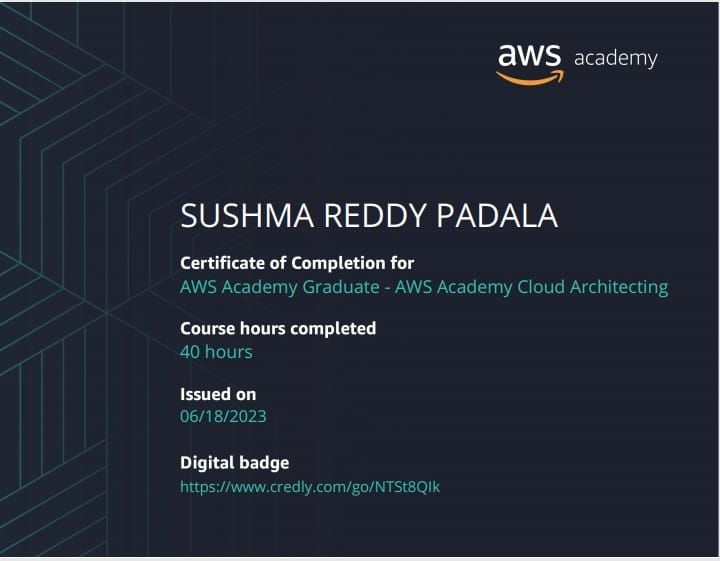 aws academy
SUSHMA REDDY PADALA
Certificate of Completion for
AWS Academy Graduate - AWS Academy Cloud Architecting
Course hours completed
40 hours
Issued on
06/18/2023
Digital badge
https://www.credly.com/go/NTSt8QIk